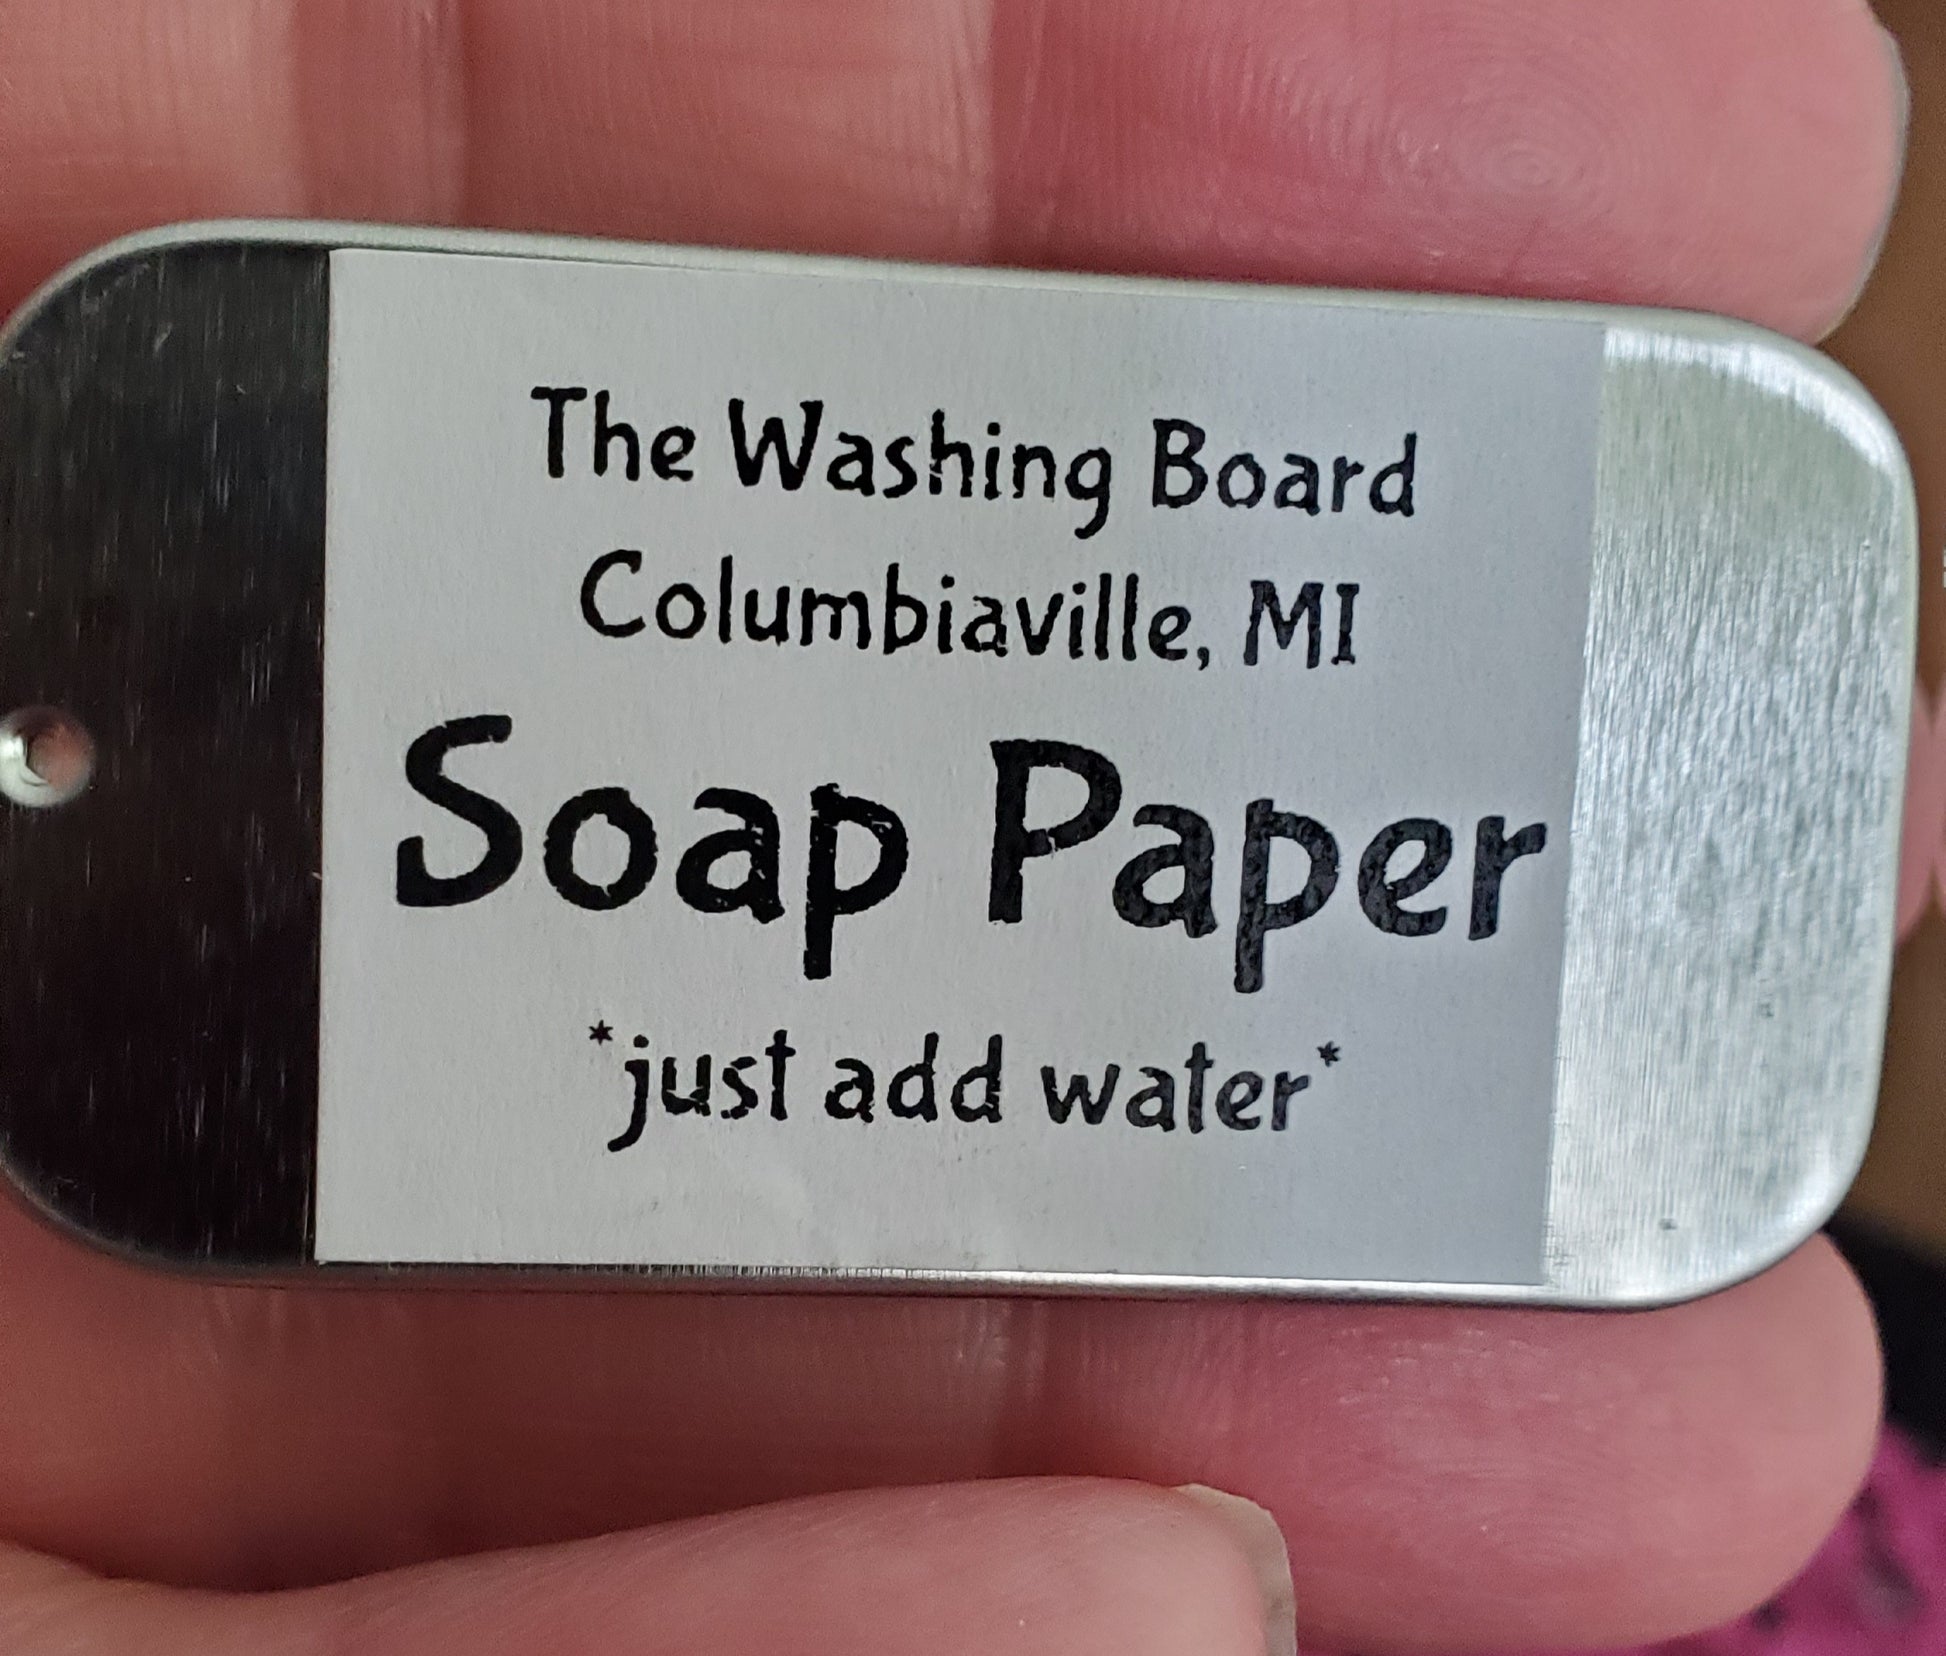 The Washing Board
Columbiaville, MI
Soap Paper
*just add water*